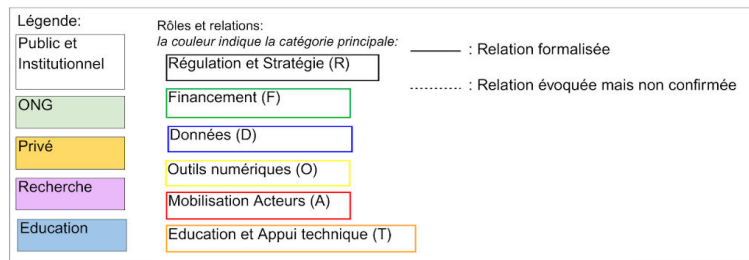 Légende:
Public et
Institutionnel
ONG
Privé
Recherche
Education
Rôles et relations:
la couleur indique la catégorie principale:
Régulation et Stratégie (R)
Financement (F)
Données (D)
Outils numériques (O)
Mobilisation Acteurs (A)
Education et Appui technique (T)
: Relation formalisée
: Relation évoquée mais non confirmée